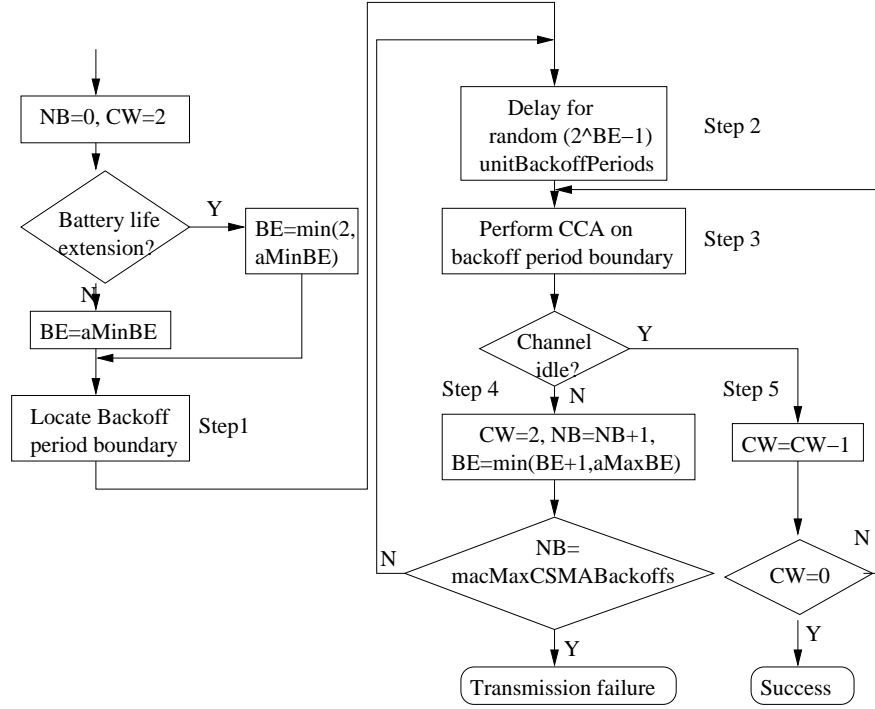 NB=0, CW=2
Battery life
extension?
Y
BE=min(2,
aMinBE)
N
BE=aMinBE
Locate Backoff
period boundary
Step1
Delay for
random (2^BE−1)
unitBackoffPeriods
Step 2
Perform CCA on
backoff period boundary
Step 3
Channel
idle?
Y
Step 4
N
Step 5
CW=2, NB=NB+1,
BE=min(BE+1,aMaxBE)
CW=CW−1
N
NB=
macMaxCSMABackoffs
N
CW=0
Y
Y
Transmission failure
Success